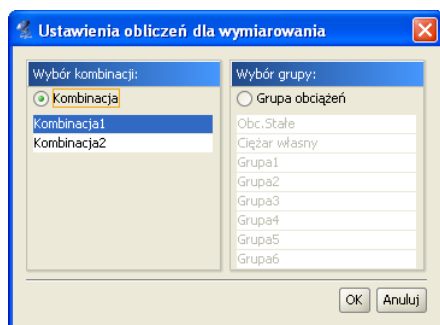 Ustawienia obliczeń dla wymiarowania
Wybór kombinacji:
Kombinacja
Kombinacja1
Kombinacja2
Wybór grupy:
Grupa obciążeń
Obc.Stałe
Ciężar własny
Grupa1
Grupa2
Grupa3
Grupa4
Grupa5
Grupa6
OK
Anuluj